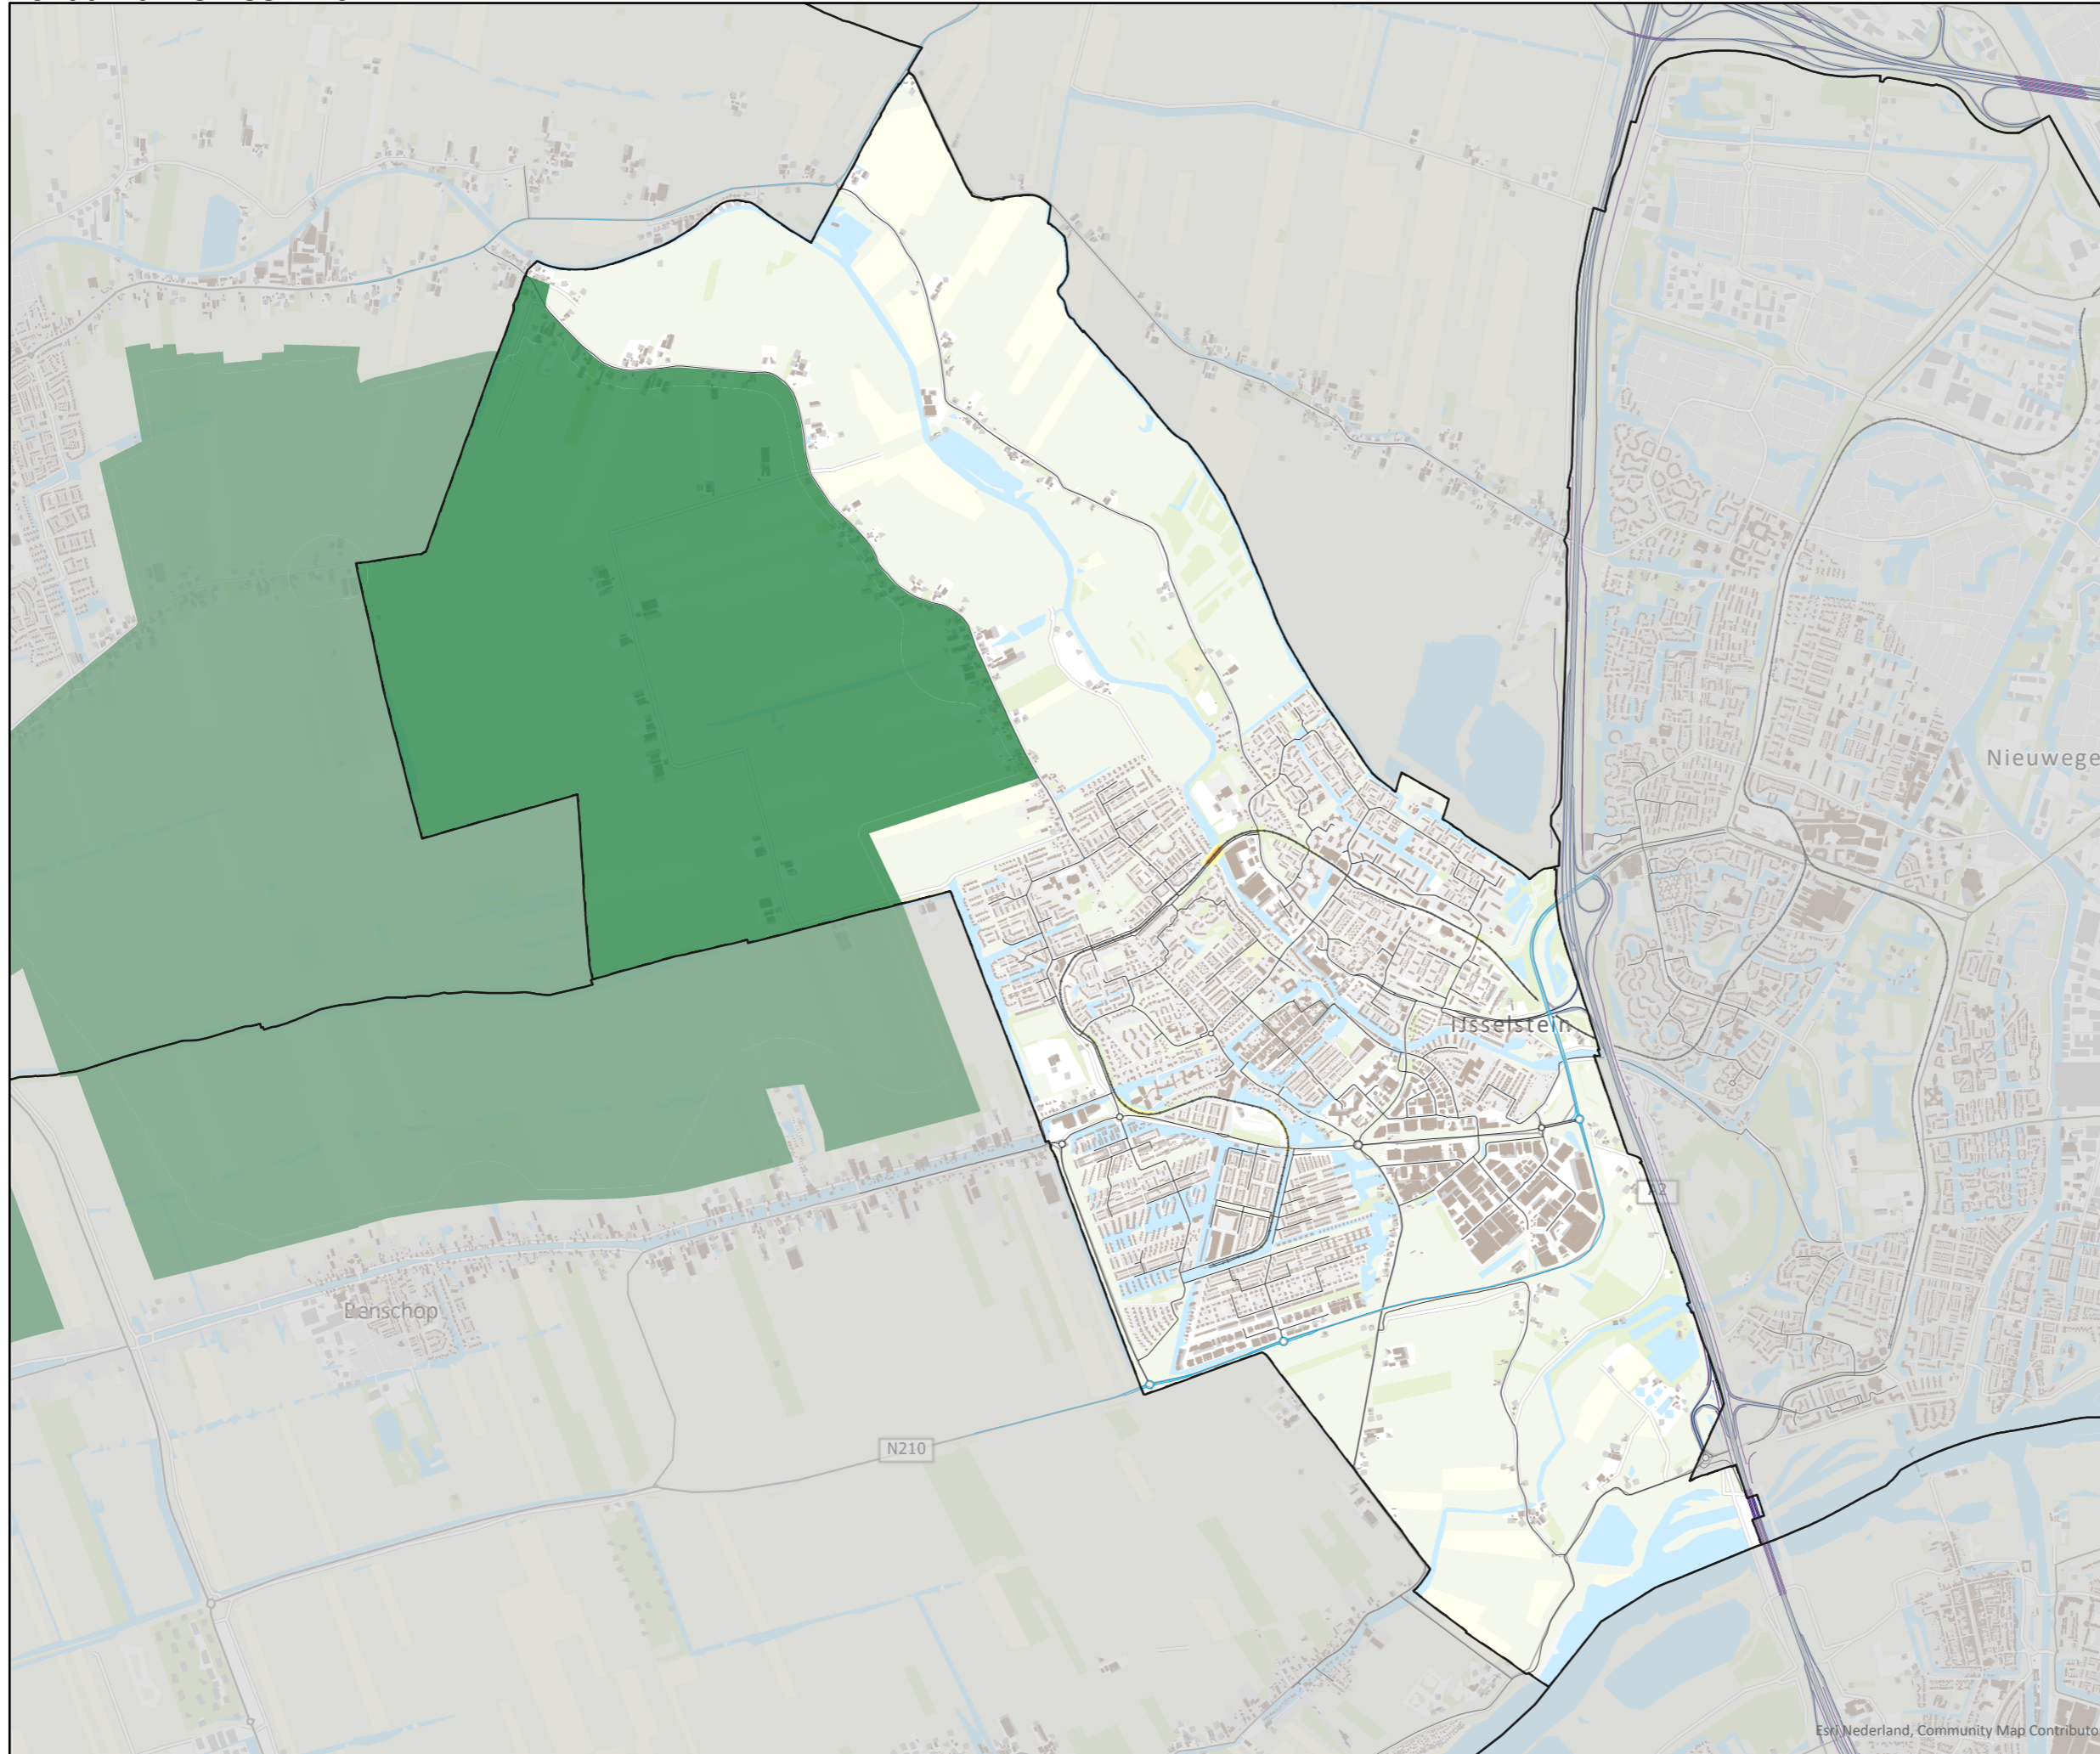 Nieuwege
IJsselstein
A2
Benschop
N210
Esri Nederland, Community Map Contributo